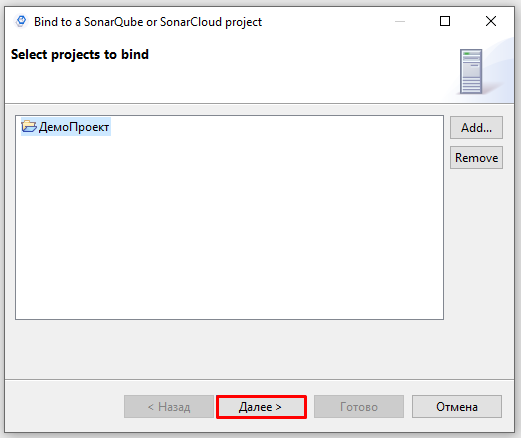 Bind to a SonarQube or SonarCloud project
Select projects to bind
ДемоПроект
Add...
Remove
< Назад
Далее >
Готово
Отмена